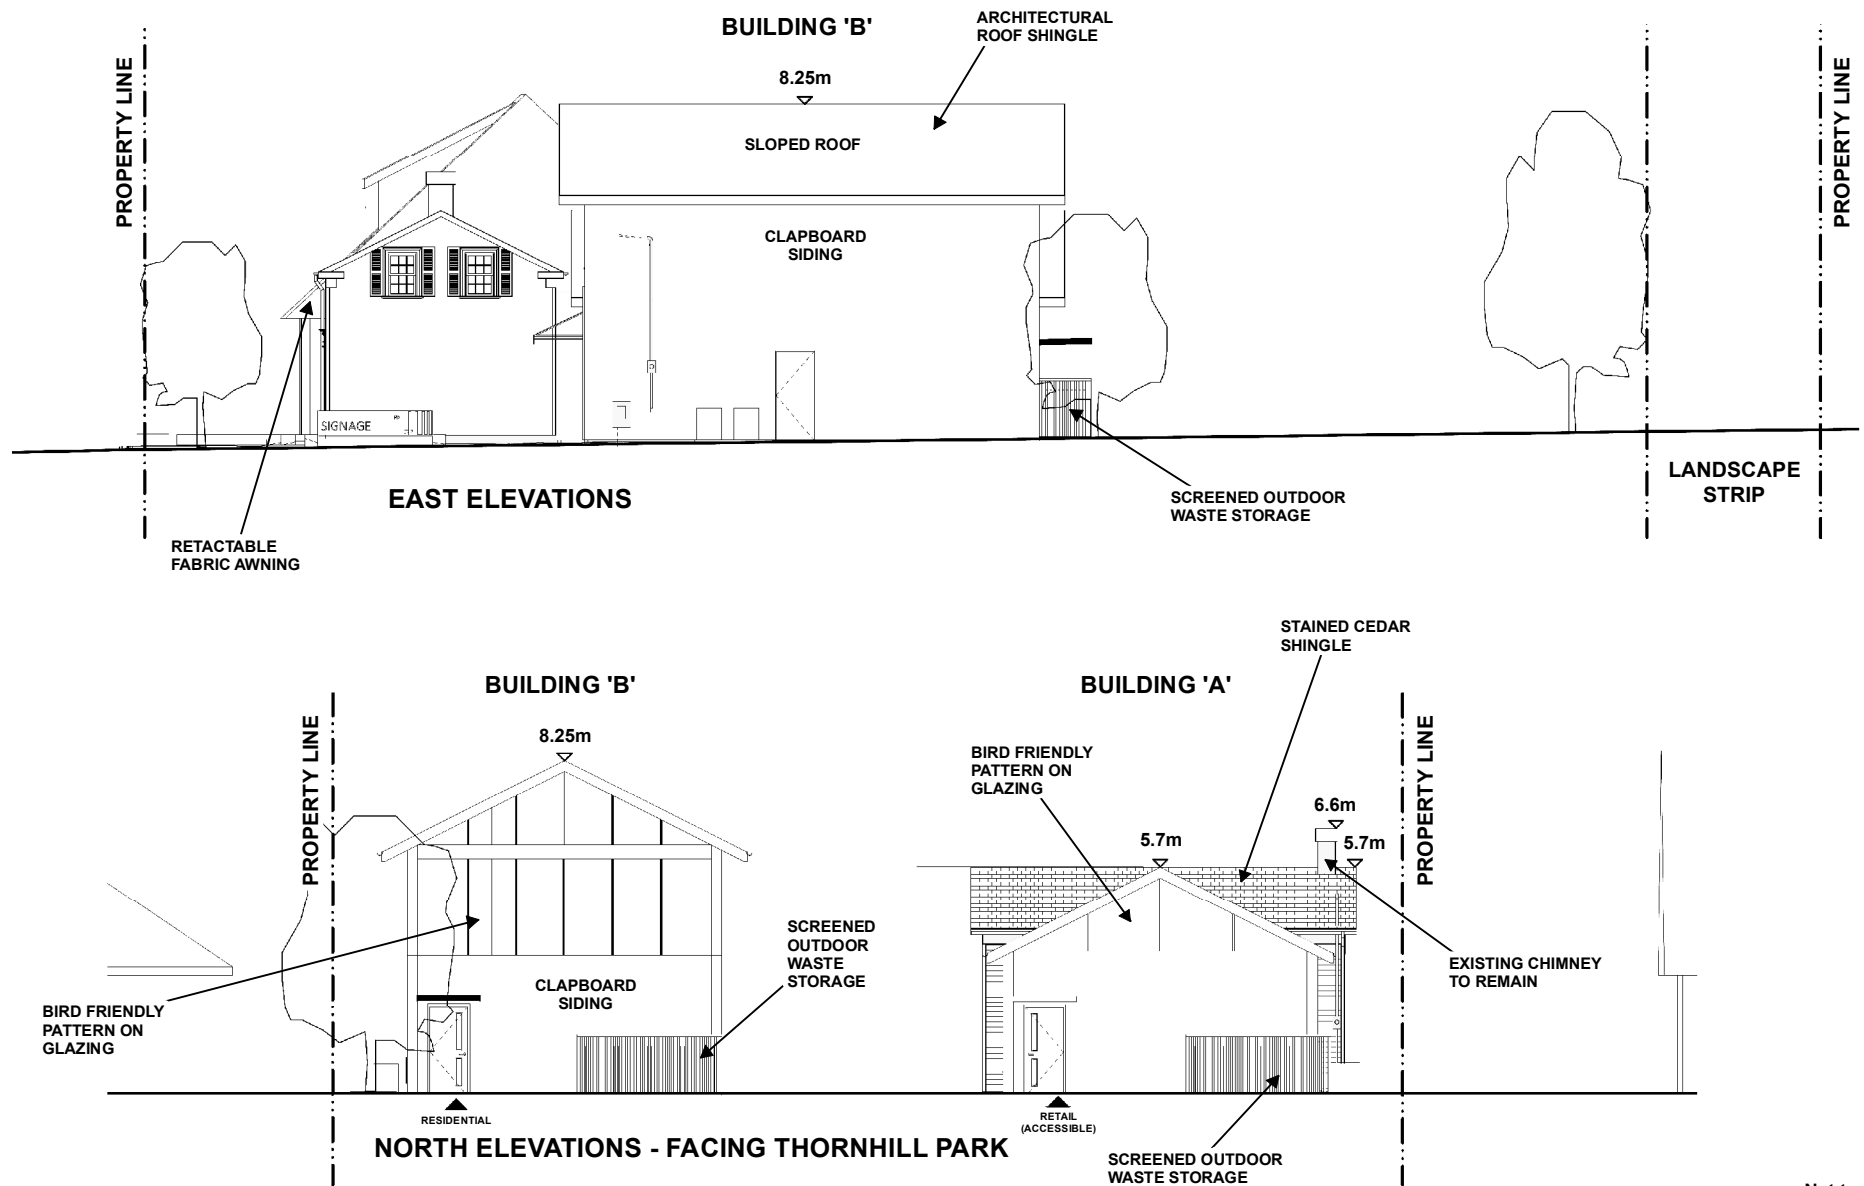 BUILDING 'B'
ARCHITECTURAL
ROOF SHINGLE
PROPERTY LINE
8.25m
SLOPED ROOF
CLAPBOARD
SIDING
PROPERTY LINE
SIGNAGE
EAST ELEVATIONS
RETACTABLE
FABRIC AWNING
SCREENED OUTDOOR
WASTE STORAGE
LANDSCAPE
STRIP
BUILDING 'B'
PROPERTY LINE
8.25m
BIRD FRIENDLY
PATTERN ON
GLAZING
CLAPBOARD
SIDING
SCREENED
OUTDOOR
WASTE
STORAGE
RESIDENTIAL
BUILDING 'A'
STAINED CEDAR
SHINGLE
BIRD FRIENDLY
PATTERN ON
GLAZING
5.7m
6.6m
5.7m
PROPERTY LINE
EXISTING CHIMNEY
TO REMAIN
RETAIL
(ACCESSIBLE)
NORTH ELEVATIONS - FACING THORNHILL PARK
SCREENED OUTDOOR
WASTE STORAGE